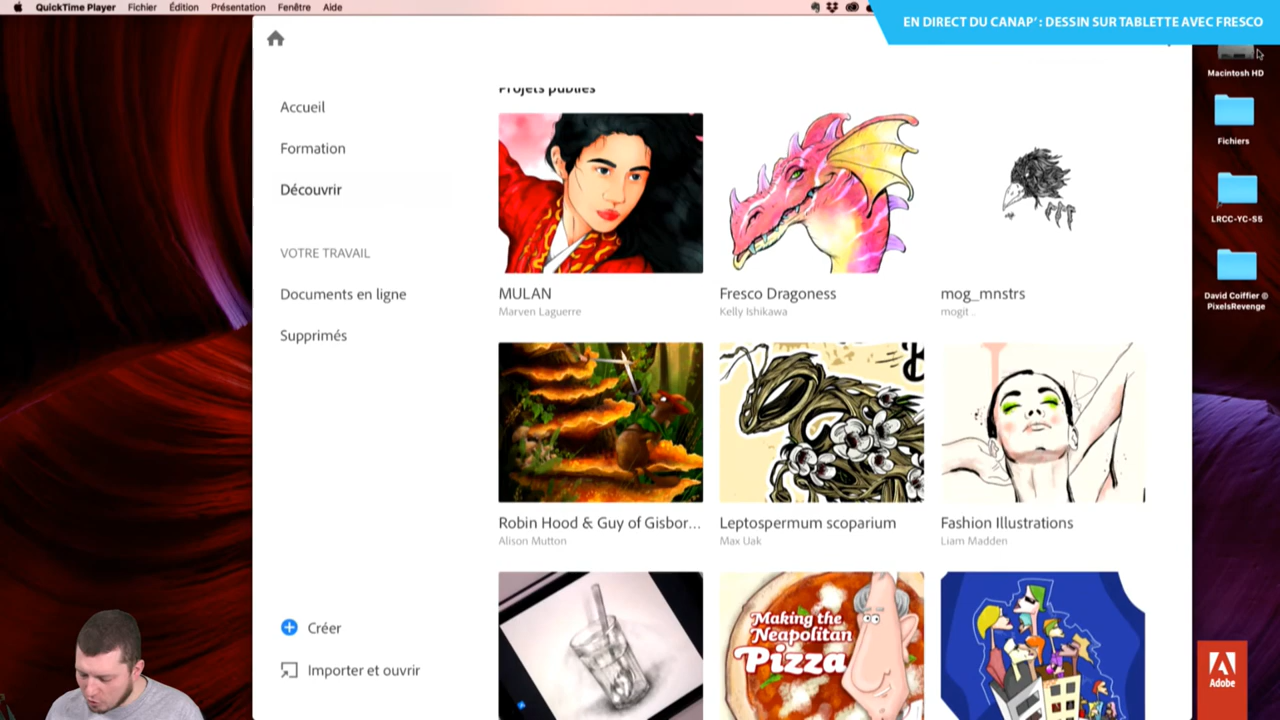 QuickTime Player Fichier Édition Présentation Fenêtre Aide
EN DIRECT DU CANAP' : DESSIN SUR TABLETTE AVEC FRESCO
Macintosh HD
Fichiers
LRCC-YC-S5
David Coiffier ©
PixelsRevenge
Accueil
Formation
Découvrir
VOTRE TRAVAIL
Documents en ligne
Supprimés
Créer
Importer et ouvrir
Projets publiés
MULAN
Marven Laguerre
Fresco Dragoness
Kelly Ishikawa
mog_mnstrs
mogit .
Robin Hood & Guy of Gisbor...
Alison Mutton
Leptospermum scoparium
Max Uak
Fashion Illustrations
Liam Madden
Making the
Neapolitan
Pizza
Adobe